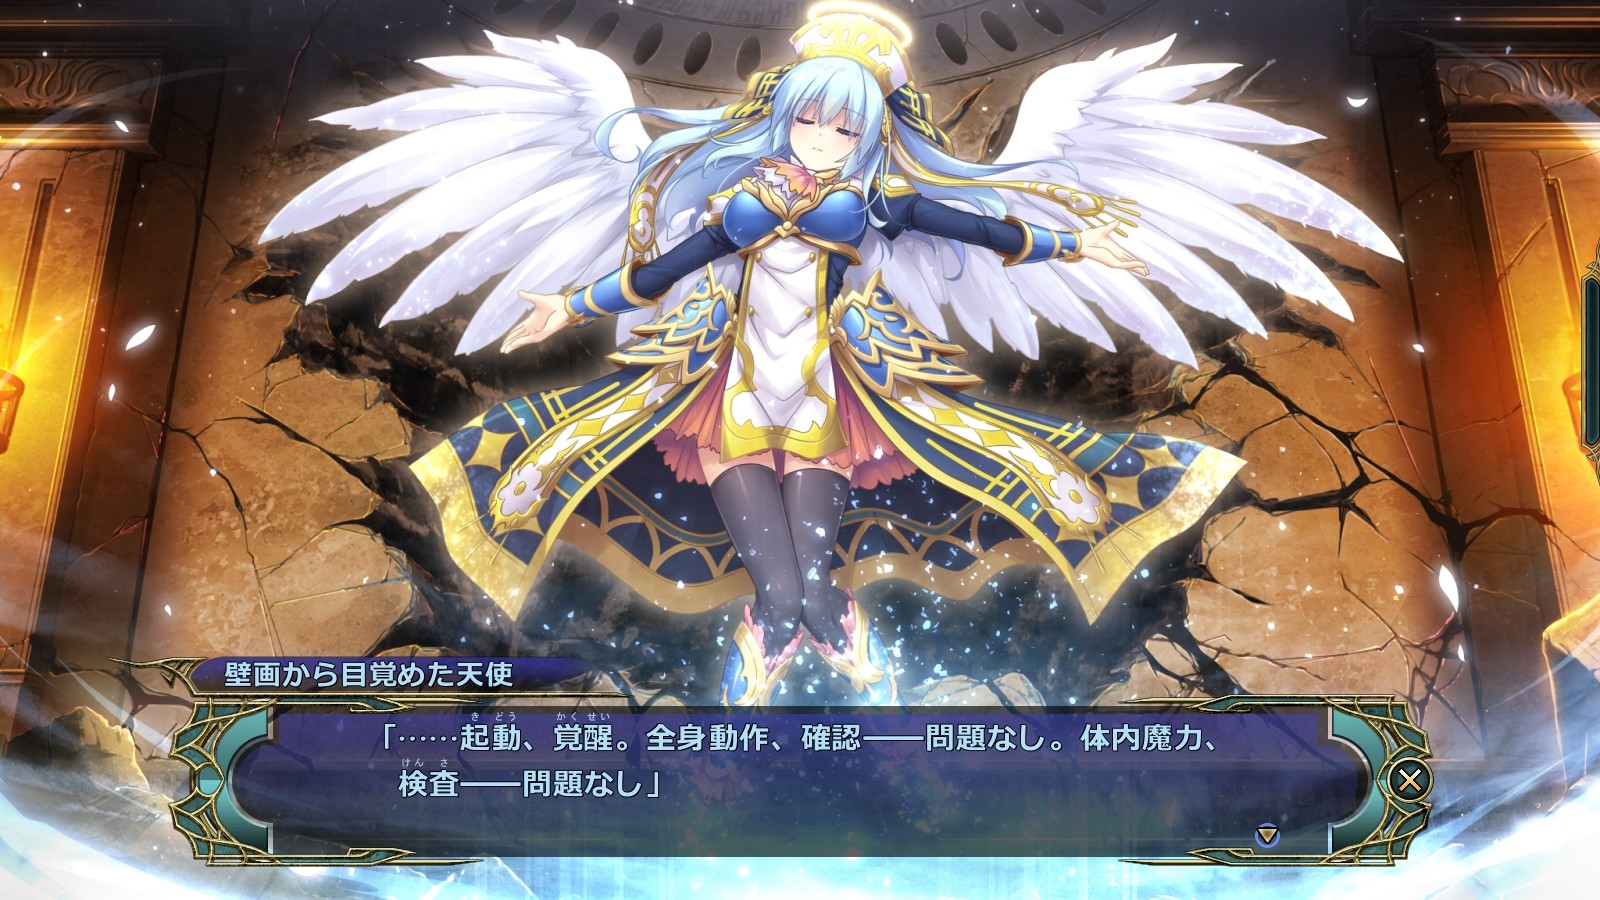 壁画から目覚めた天使
「……起動、覚醒。全身動作、確認――問題なし。体内魔力、
検査――問題なし」